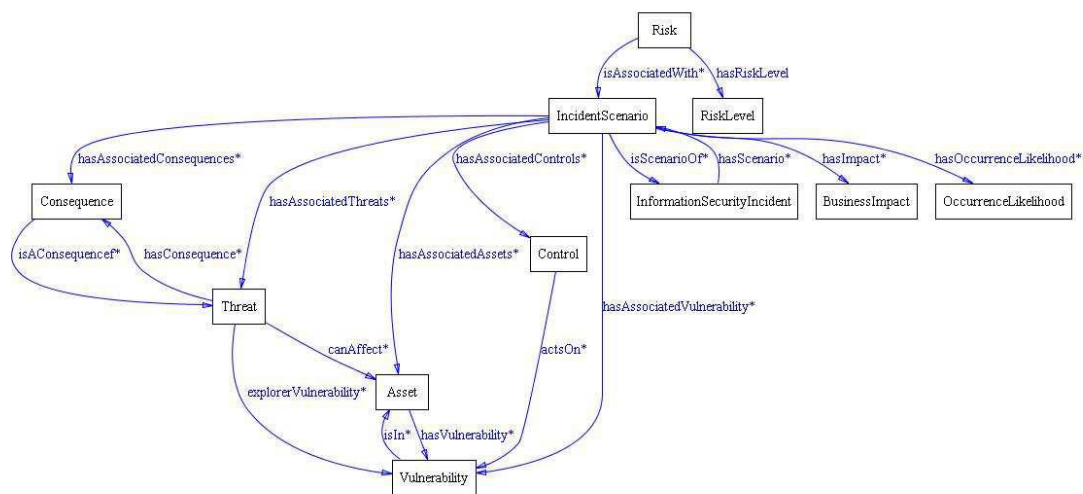 Risk
isAssociatedWith*
hasRiskLevel
IncidentScenario
RiskLevel
hasAssociatedConsequences*
hasAssociatedControls*
isScenarioOf*
hasScenario*
hasImpact*
hasOccurrenceLikelihood*
Consequence
hasAssociatedThreats*
InformationSecurityIncident
BusinessImpact
OccurrenceLikelihood
isAConsequencef*
hasConsequence*
hasAssociatedAssets*
Control
Threat
hasAssociatedVulnerability*
canAffect*
actsOn*
explorerVulnerability*
Asset
isIn*
hasVulnerability*
Vulnerability